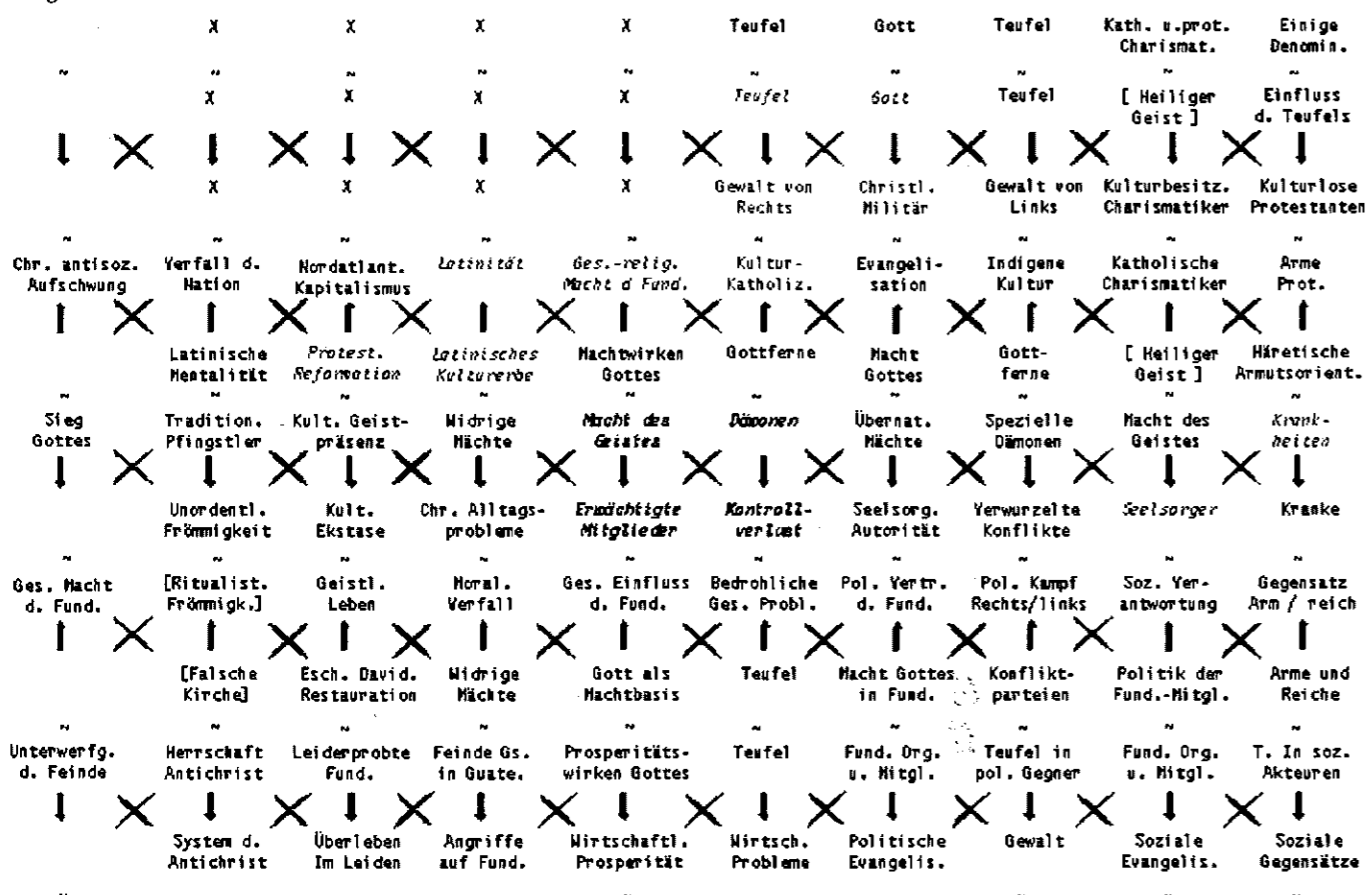 X X X X Teufel Gott Teufel Kath. u.prot. Einige
Charismat. Denomin.
~ ~ ~ ~ ~ ~ ~ ~ ~ ~
X X X X Teufel Gott Teufel [ Heiliger Einfluss
Geist ] d. Teufels
X X X X Gewalt von Christl. Gewalt von Kulturbesitz. Kulturlose
Rechts Militär Links Charismatiker Protestanten
~ ~ ~ ~ ~ ~ ~ ~ ~ ~
Chr. antisoz. Verfall d. Nordatlant. Latinität Ges.-relig. Kultur- Evangeli- Indigene Katholische Arme
Aufschwung Nation Kapitalismus Macht d Fund. Katholiz. sation Kultur Charismatiker Prot.
Latinische Protest. Latinisches Machtwirken Gottferne Macht Gott- [ Heiliger Häretische
Mentalität Reformation Kulturerbe Gottes Gottes ferne Geist ] Armutsorient.
~ ~ ~ ~ ~ ~ ~ ~ ~ ~
Sieg Tradition. Kult. Geist- Widrige Macht des Dämonen Übernat. Spezielle Macht des Krank-
Gottes Pfingstler präsenz Mächte Geistes Mächte Dämonen Geistes heiten
Unordentl. Kult. Chr. Alltags- Ermächtigte Kontroll- Seelsorg. Verwurzelte Seelsorger Kranke
Frömmigkeit Ekstase probleme Mitglieder verlust Autorität Konflikte
~ ~ ~ ~ ~ ~ ~ ~ ~ ~
Ges. Macht [Ritualist. Geistl. Moral. Ges. Einfluss Bedrohliche Pol. Vertr. Pol. Kampf Soz. Ver- Gegensatz
d. Fund. Frömmigk.] Leben Verfall d. Fund. Ges. Probl. d. Fund. Rechts/links antwortung Arm / reich
[Falsche Esch. David. Widrige Gott als Teufel Macht Gottes Konflikt- Politik der Arme und
Kirche] Restauration Mächte Machtbasis in Fund. parteien Fund.-Mitgl. Reiche
~ ~ ~ ~ ~ ~ ~ ~ ~ ~
Unterwerfg. Herrschaft Leiderprobte Feinde Gs. Prosperitäts- Teufel Fund. Org. Teufel in Fund. Org. T. In soz.
d. Feinde Antichrist Fund. in Guate. wirken Gottes u. Mitgl. pol. Gegner u. Mitgl. Akteuren
System d. Überleben Angriffe Wirtschaftl. Wirtsch. Politische Gewalt Soziale Soziale
Antichrist Im Leiden auf Fund. Prosperität Probleme Evangelis. Evangelis. Gegensätze